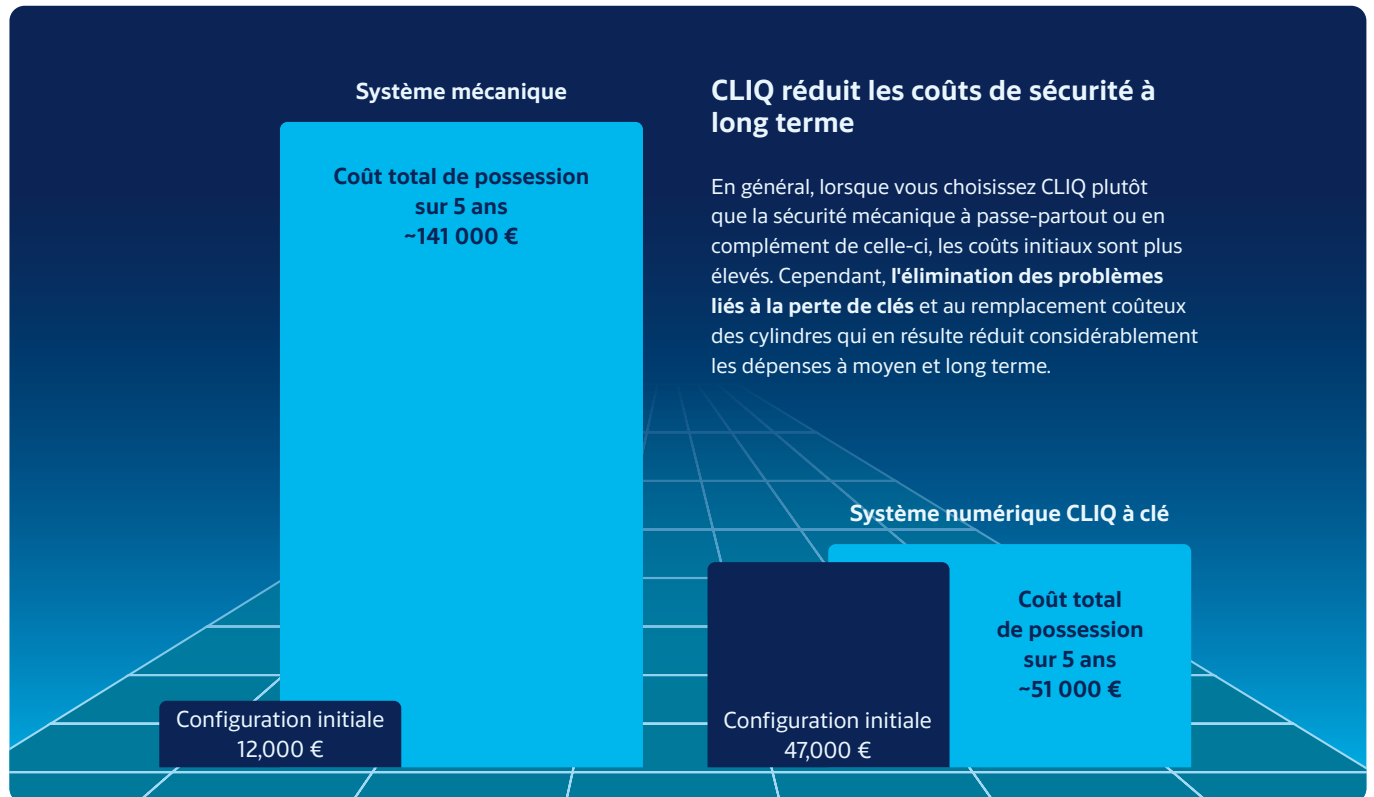 Système mécanique
Coût total de possession
sur 5 ans
~141 000 €
Configuration initiale
12,000 €
CLIQ réduit les coûts de sécurité à
long terme
En général, lorsque vous choisissez CLIQ plutôt
que la sécurité mécanique à passe-partout ou en
complément de celle-ci, les coûts initiaux sont plus
élevés. Cependant, l'élimination des problèmes
liés à la perte de clés et au remplacement coûteux
des cylindres qui en résulte réduit considérablement
les dépenses à moyen et long terme.
Système numérique CLIQ à clé
Coût total
de possession
sur 5 ans
~51 000 €
Configuration initiale
47,000 €